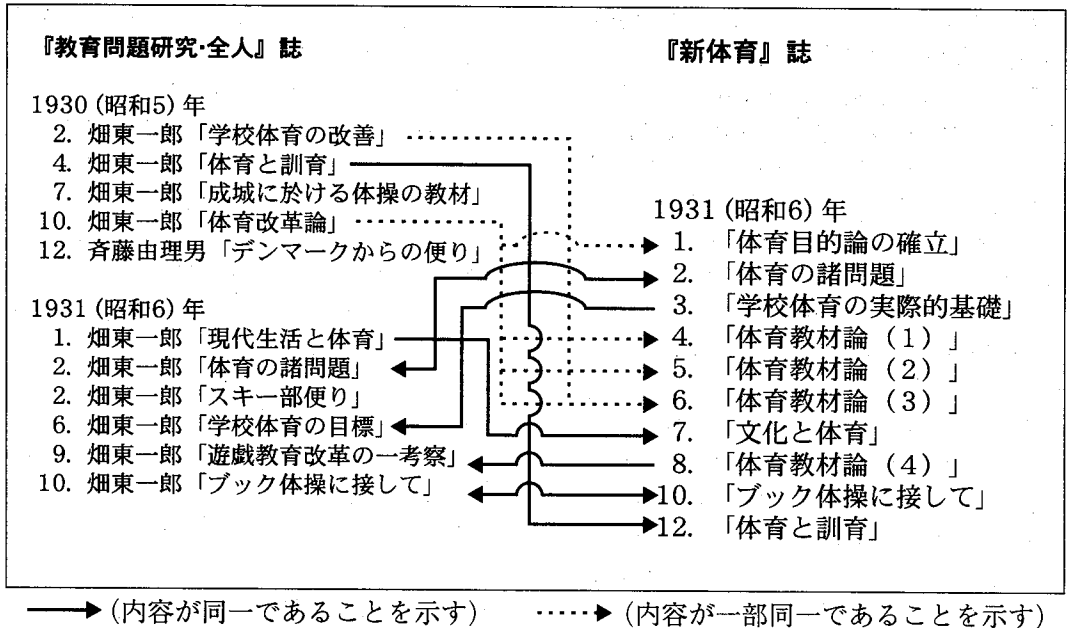 『教育問題研究・全人』誌
1930 (昭和5) 年
2. 畑東一郎「学校体育の改善」
4. 畑東一郎「体育と訓育」
7. 畑東一郎「成城に於ける体操の教材」
10. 畑東一郎「体育改革論」
12. 斉藤由理男「デンマークからの便り」
1931 (昭和6) 年
1. 畑東一郎「現代生活と体育」
2. 畑東一郎「体育の諸問題」
2. 畑東一郎「スキー部便り」
6. 畑東一郎「学校体育の目標」
9. 畑東一郎「遊戯教育改革の一考察」
10. 畑東一郎「ブック体操に接して」
『新体育』誌
1931 (昭和6) 年
1. 「体育目的論の確立」
2. 「体育の諸問題」
3. 「学校体育の実際的基礎」
4. 「体育教材論（1）」
5. 「体育教材論（2）」
6. 「体育教材論（3）」
7. 「文化と体育」
8. 「体育教材論（4）」
10. 「ブック体操に接して」
12. 「体育と訓育」
(内容が同一であることを示す)
(内容が一部同一であることを示す)